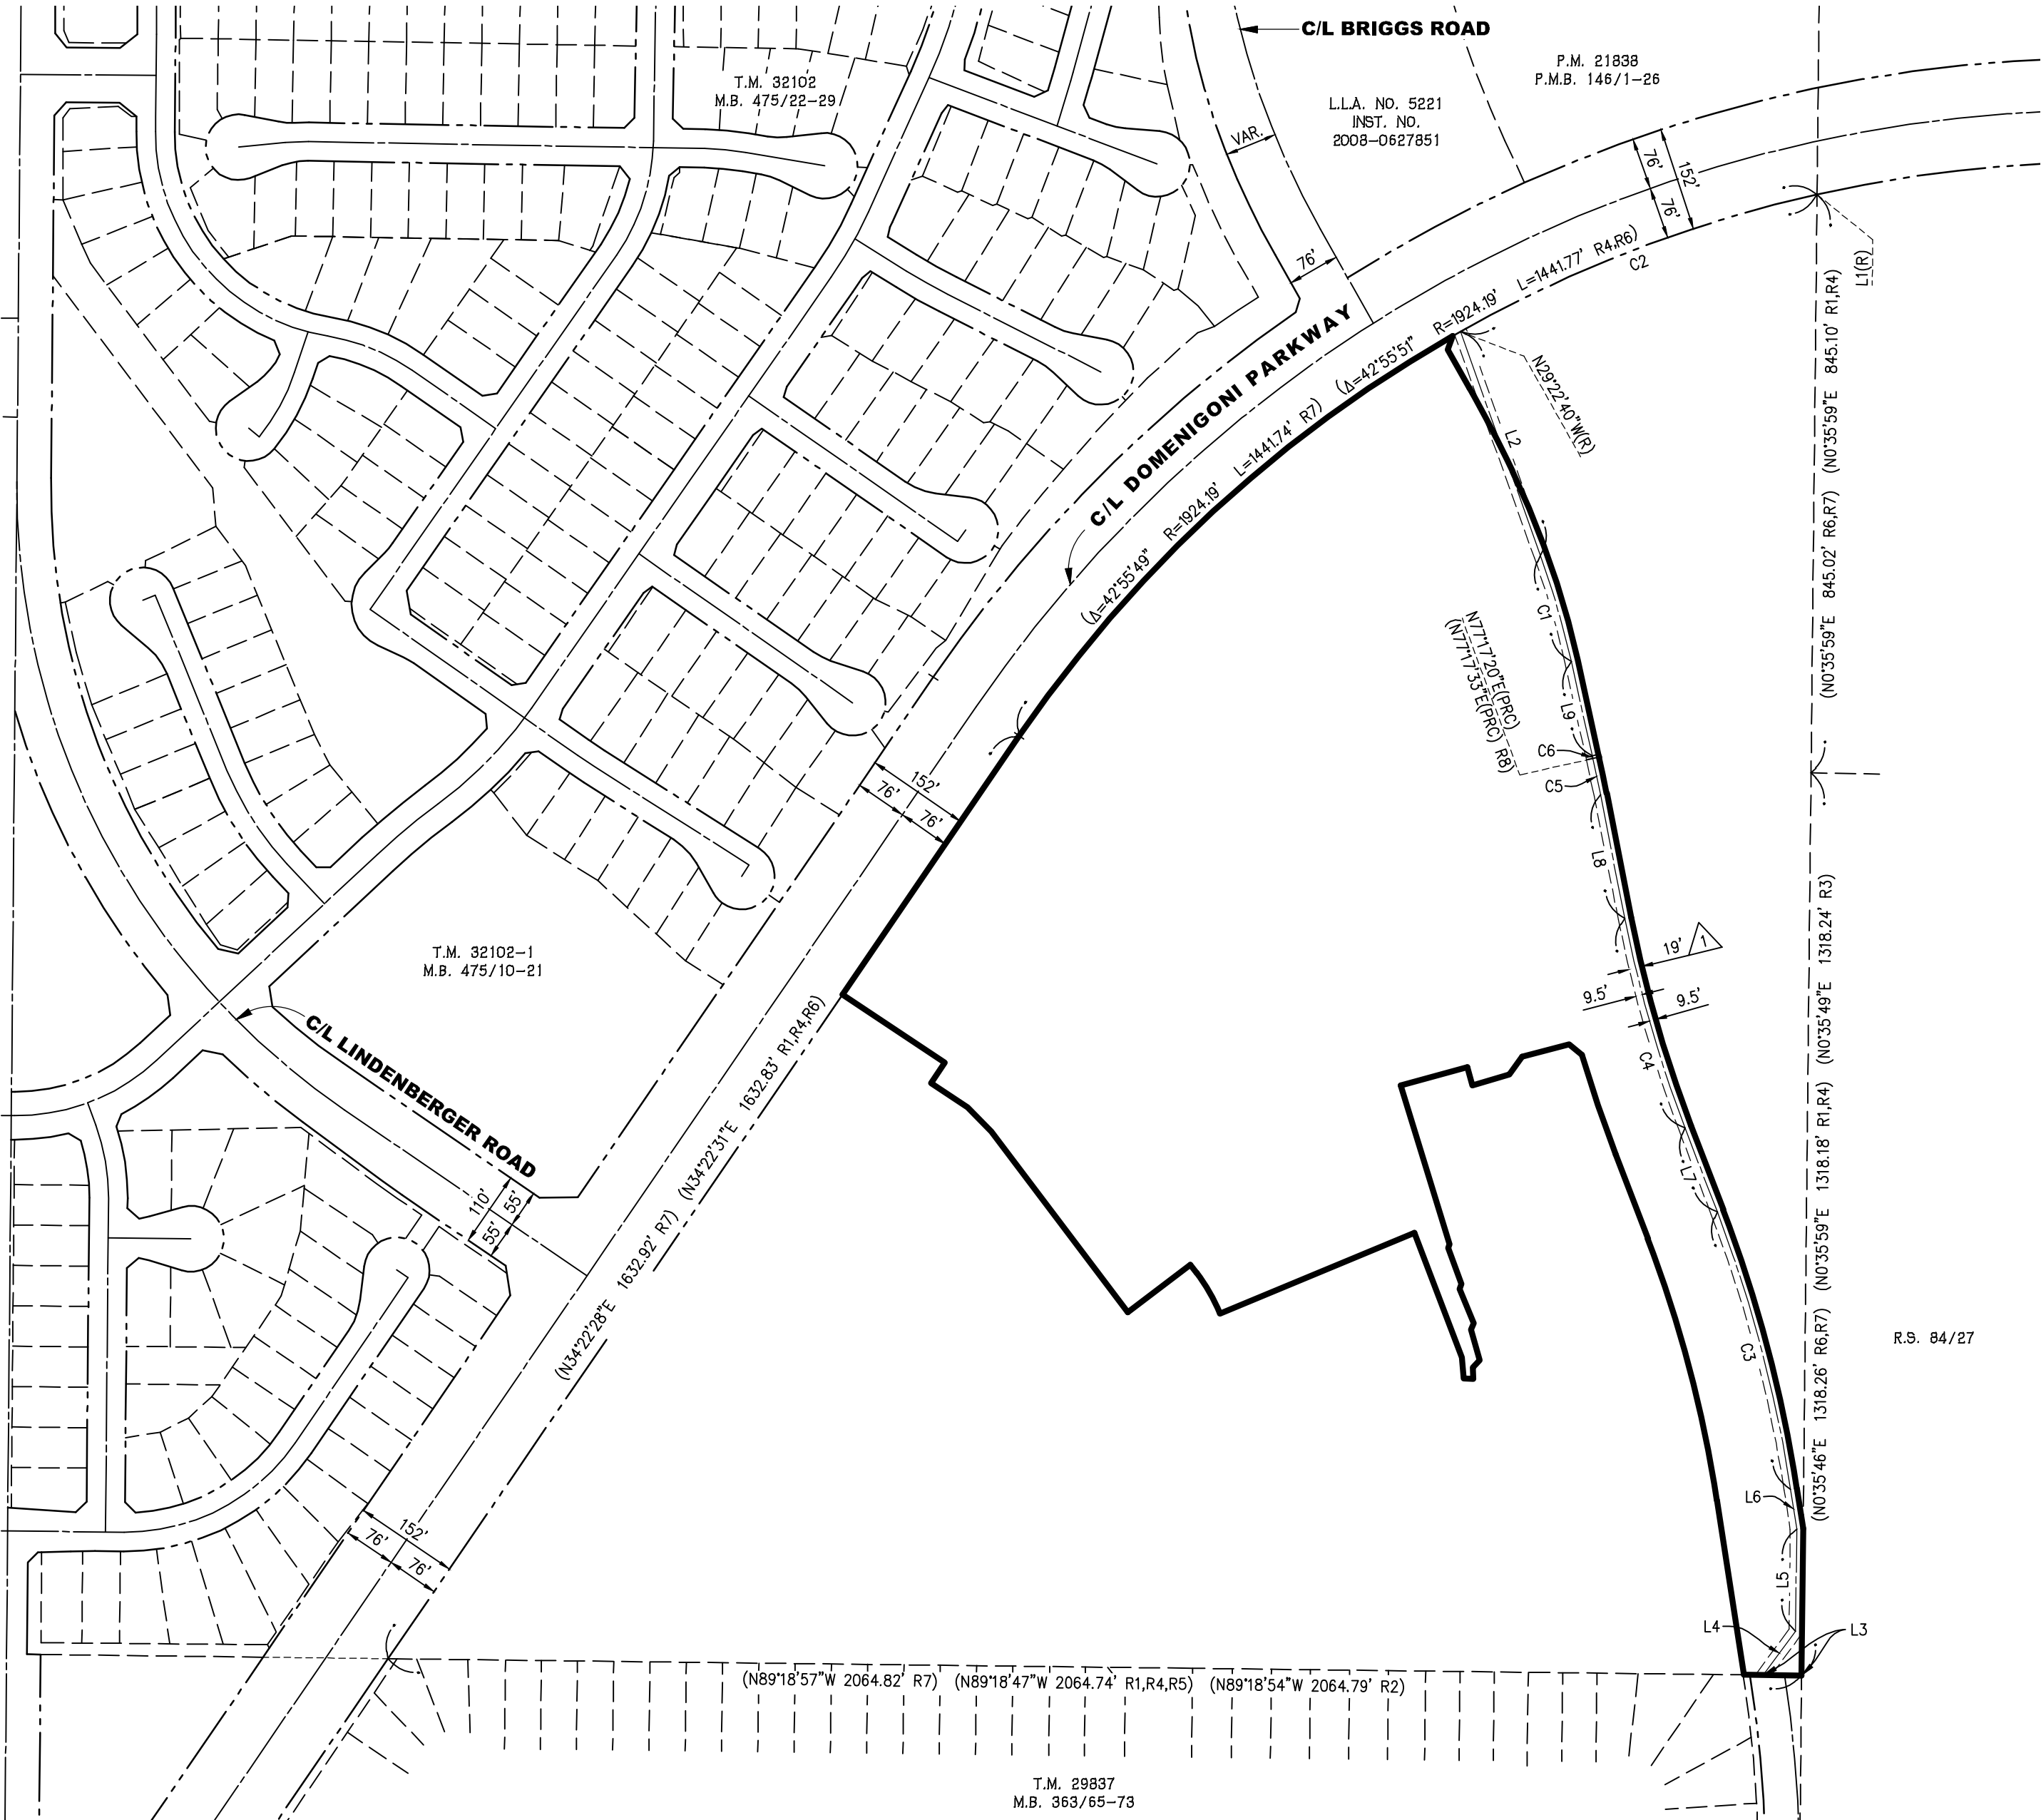 C/L BRIGGS ROAD
P.M. 21838
P.M.B. 146/1-26
T.M. 32102
M.B. 475/22-29
L.L.A. NO. 5221
INST. NO.
2008-0627851
VAR.
76'
152'
76'
76'
L1(R)
C/L DOMENIGONI PARKWAY
(Δ=42°55'51" R=1924.19' L=1441.77' R4,R6)
C2
(Δ=42°55'49" R=1924.19' L=1441.74' R7)
N29°22'40"W(R)
L2
C1
L9
N77°17'20"E(PRC)
(N77°17'33"E(PRC) R8)
C6
C5
L8
19'
1
9.5'
9.5'
C4
L7
C3
L6
L5
L4
L3
(N0°35'59"E 845.02' R6,R7) (N0°35'59"E 845.10' R1,R4)
(N0°35'46"E 1318.26' R6,R7) (N0°35'59"E 1318.18' R1,R4) (N0°35'49"E 1318.24' R3)
R.S. 84/27
152'
76'
76'
T.M. 32102-1
M.B. 475/10-21
C/L LINDENBERGER ROAD
110'
55'
55'
(N34°22'28"E 1632.92' R7) (N34°22'31"E 1632.83' R1,R4,R6)
152'
76'
76'
(N89°18'57"W 2064.82' R7) (N89°18'47"W 2064.74' R1,R4,R5) (N89°18'54"W 2064.79' R2)
T.M. 29837
M.B. 363/65-73